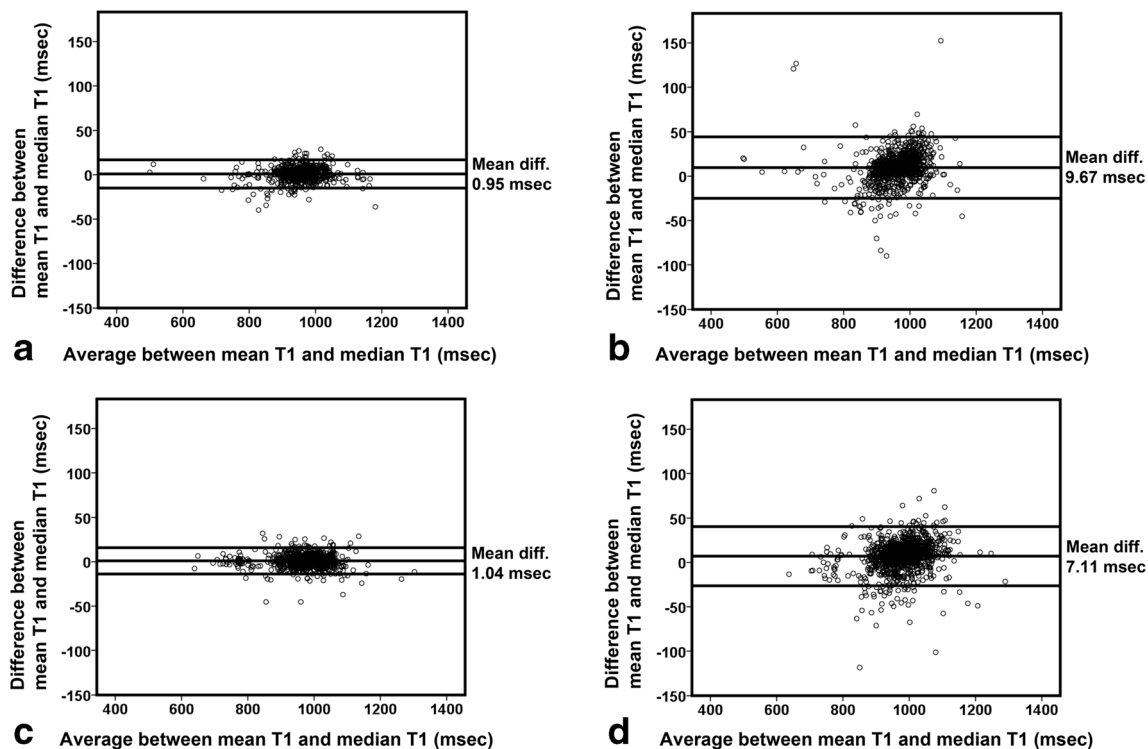 150
100
50
0
-50
-100
-150
400 600 800 1000 1200 1400
Difference between
mean T1 and median T1 (msec)
Mean diff.
0.95 msec
a
Average between mean T1 and median T1 (msec)
150
100
50
0
-50
-100
-150
400 600 800 1000 1200 1400
Difference between
mean T1 and median T1 (msec)
Mean diff.
9.67 msec
b
Average between mean T1 and median T1 (msec)
150
100
50
0
-50
-100
-150
400 600 800 1000 1200 1400
Difference between
mean T1 and median T1 (msec)
Mean diff.
1.04 msec
c
Average between mean T1 and median T1 (msec)
150
100
50
0
-50
-100
-150
400 600 800 1000 1200 1400
Difference between
mean T1 and median T1 (msec)
Mean diff.
7.11 msec
d
Average between mean T1 and median T1 (msec)